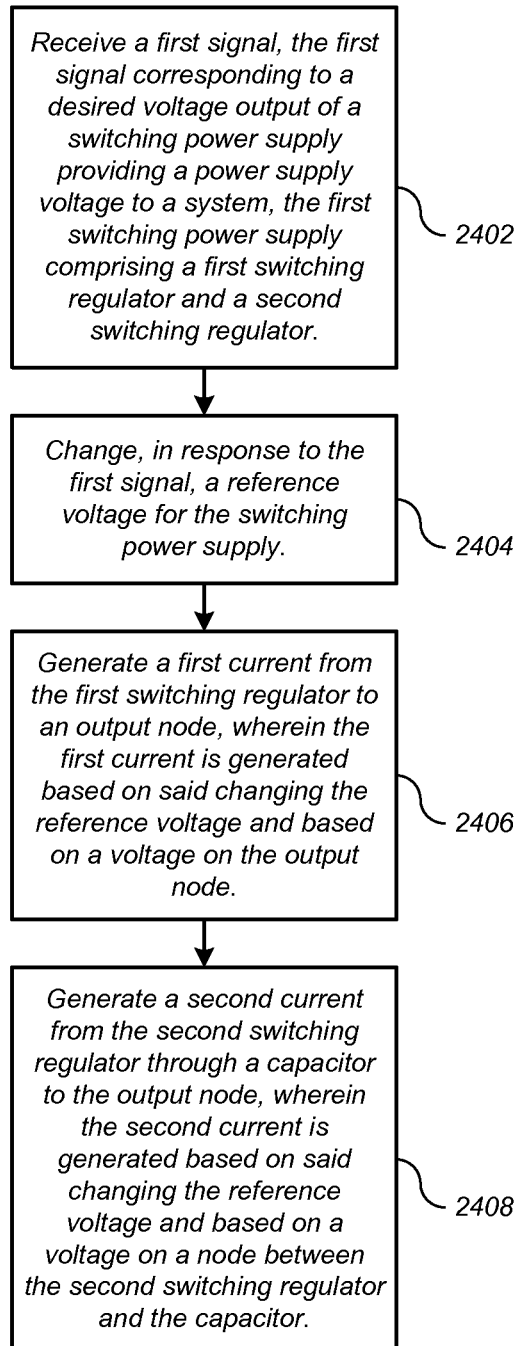 Receive a first signal, the first
signal corresponding to a
desired voltage output of a
switching power supply
providing a power supply
voltage to a system, the first
switching power supply
comprising a first switching
regulator and a second
switching regulator.
2402
Change, in response to the
first signal, a reference
voltage for the switching
power supply.
2404
Generate a first current from
the first switching regulator to
an output node, wherein the
first current is generated
based on said changing the
reference voltage and based
on a voltage on the output
node.
2406
Generate a second current
from the second switching
regulator through a capacitor
to the output node, wherein
the second current is
generated based on said
changing the reference
voltage and based on a
voltage on a node between
the second switching regulator
and the capacitor.
2408